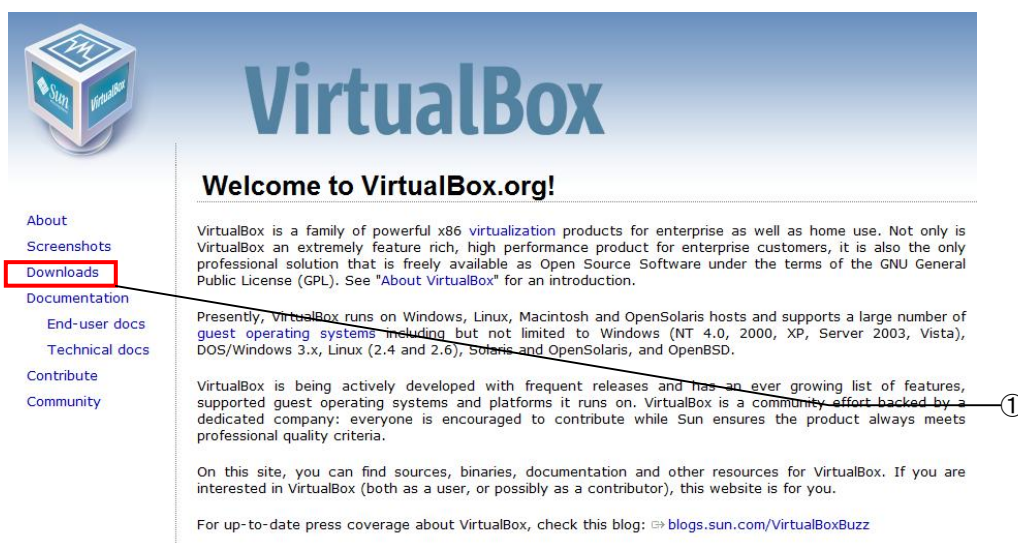 Sun
VirtualBox
VirtualBox
Welcome to VirtualBox.org!
About
Screenshots
Downloads
Documentation
End-user docs
Technical docs
Contribute
Community
VirtualBox is a family of powerful x86 virtualization products for enterprise as well as home use. Not only is
VirtualBox an extremely feature rich, high performance product for enterprise customers, it is also the only
professional solution that is freely available as Open Source Software under the terms of the GNU General
Public License (GPL). See "About VirtualBox" for an introduction.
Presently, VirtualBox runs on Windows, Linux, Macintosh and OpenSolaris hosts and supports a large number of
guest operating systems including but not limited to Windows (NT 4.0, 2000, XP, Server 2003, Vista),
DOS/Windows 3.x, Linux (2.4 and 2.6), Solaris and OpenSolaris, and OpenBSD.
VirtualBox is being actively developed with frequent releases and has an ever growing list of features,
supported guest operating systems and platforms it runs on. VirtualBox is a community effort backed by a
dedicated company: everyone is encouraged to contribute while Sun ensures the product always meets
professional quality criteria.
①
On this site, you can find sources, binaries, documentation and other resources for VirtualBox. If you are
interested in VirtualBox (both as a user, or possibly as a contributor), this website is for you.
For up-to-date press coverage about VirtualBox, check this blog: blogs.sun.com/VirtualBoxBuzz